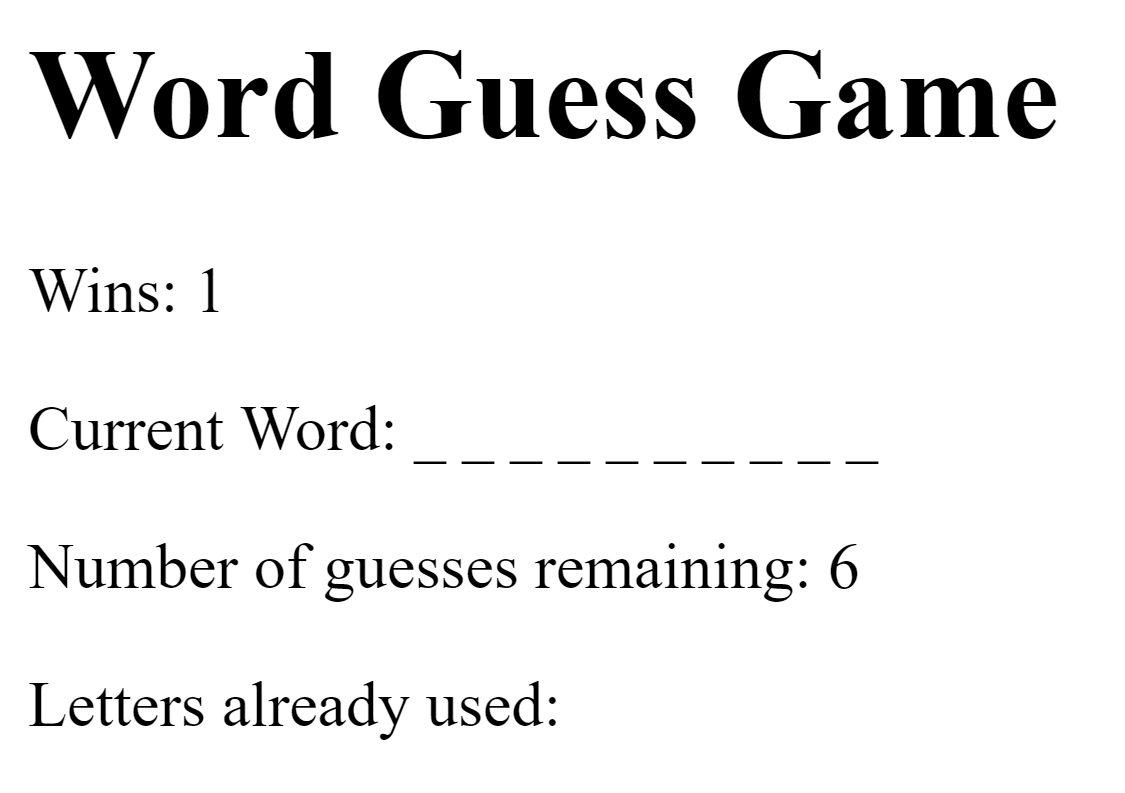 Word Guess Game
Wins: 1
Current Word: _ _ _ _ _ _ _ _ _ _
Number of guesses remaining: 6
Letters already used: